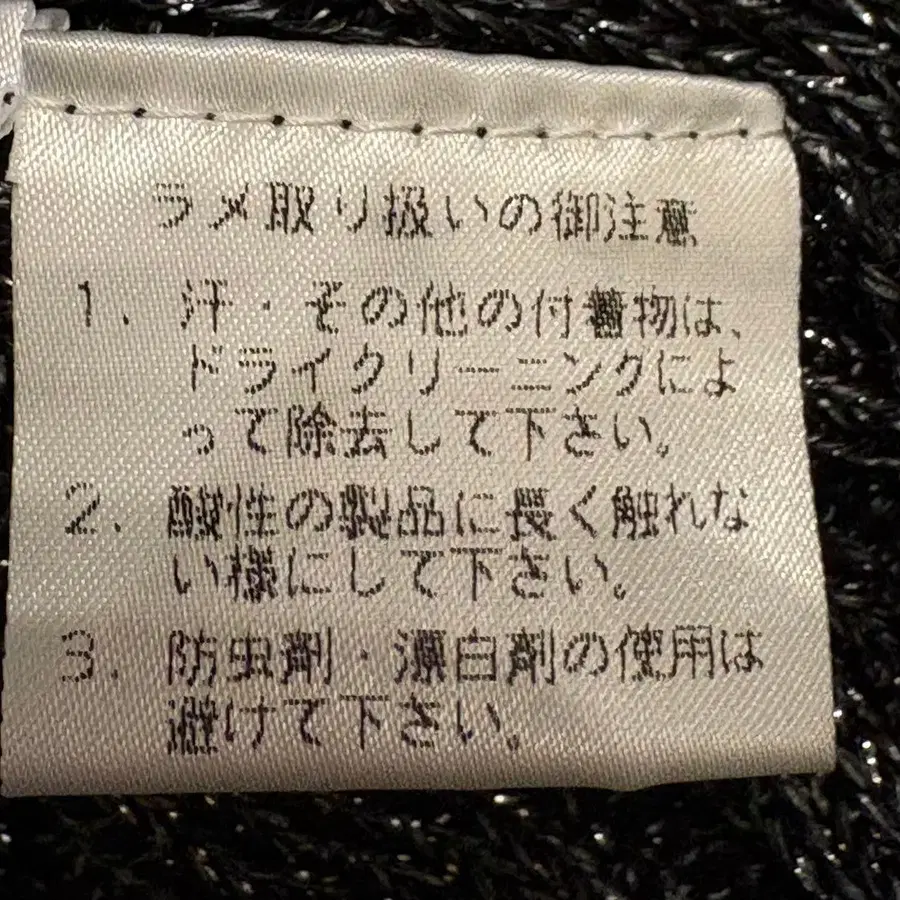 ラメ取り扱いの御注意
1. 汗・その他の付着物は、
ドライクリーニングによ
って除去して下さい。
2. 酸性の製品に長く触れな
い様にして下さい。
3. 防虫剤・漂白剤の使用は
避けて下さい。